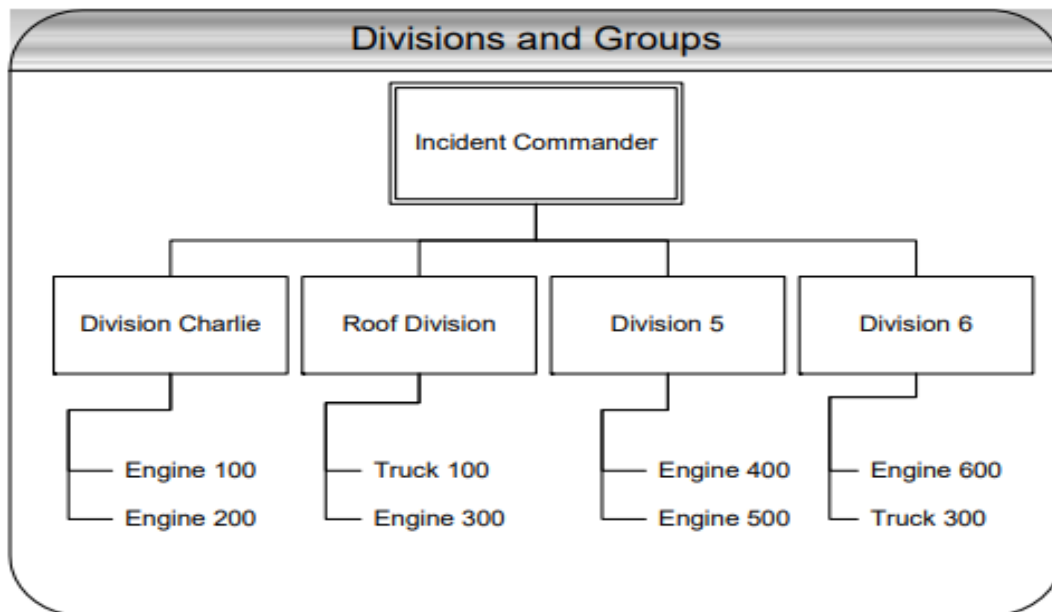 Divisions and Groups
Incident Commander
Division Charlie
Roof Division
Division 5
Division 6
Engine 100
Truck 100
Engine 400
Engine 600
Engine 200
Engine 300
Engine 500
Truck 300